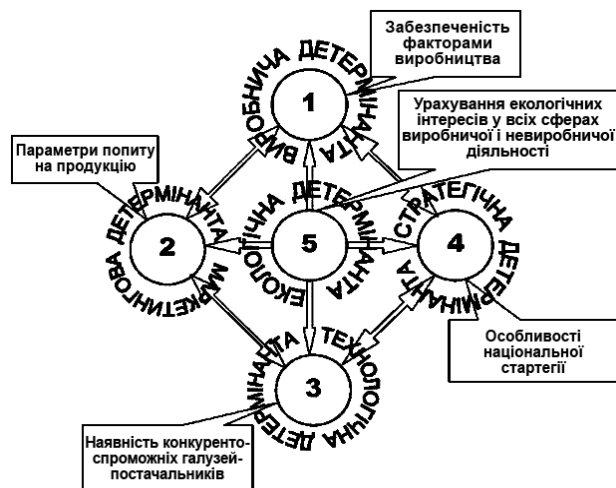 Забезпеченість
факторами
виробництва
ВИРОБНИЧА ДЕТЕРМІНАНТА
1
Урахування екологічних
інтересів у всіх сферах
виробничої і невиробничої
діяльності
Параметри попиту
на продукцію
МАРКЕТИНГОВА ДЕТЕРМІНАНТА
2
ЕКОЛОГІЧНА ДЕТЕРМІНАНТА
5
СТРАТЕГІЧНА ДЕТЕРМІНАНТА
4
ТЕХНОЛОГІЧНА ДЕТЕРМІНАНТА
3
Особливості
національної
стартегії
Наявність конкуренто-
спроможніх галузей-
постачальників